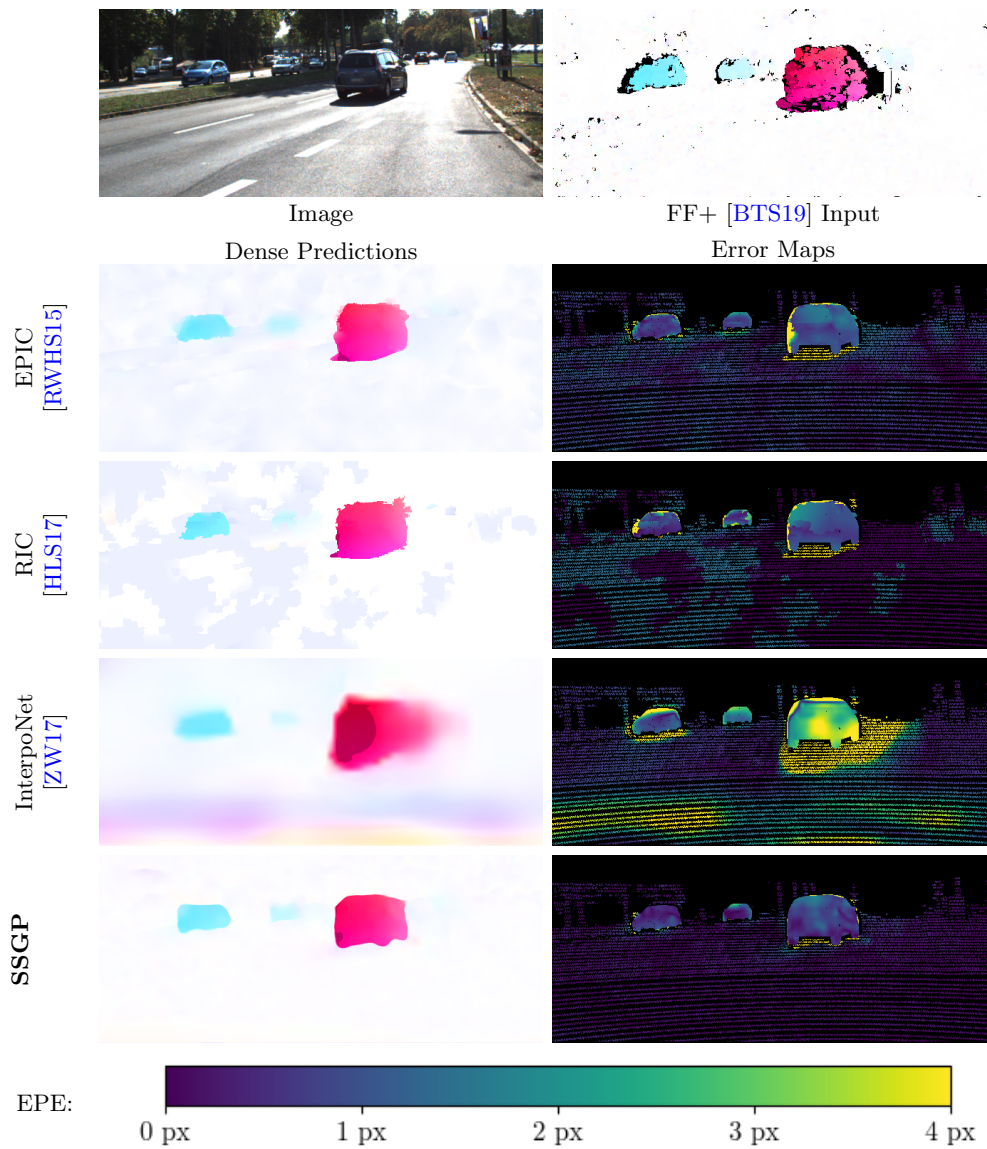 Image
FF+ [BTS19] Input
Dense Predictions
Error Maps
EPIC
[RWHS15]
RIC
[HLS17]
InterpoNet
[ZW17]
SSGP
EPE:
0 px 1 px 2 px 3 px 4 px